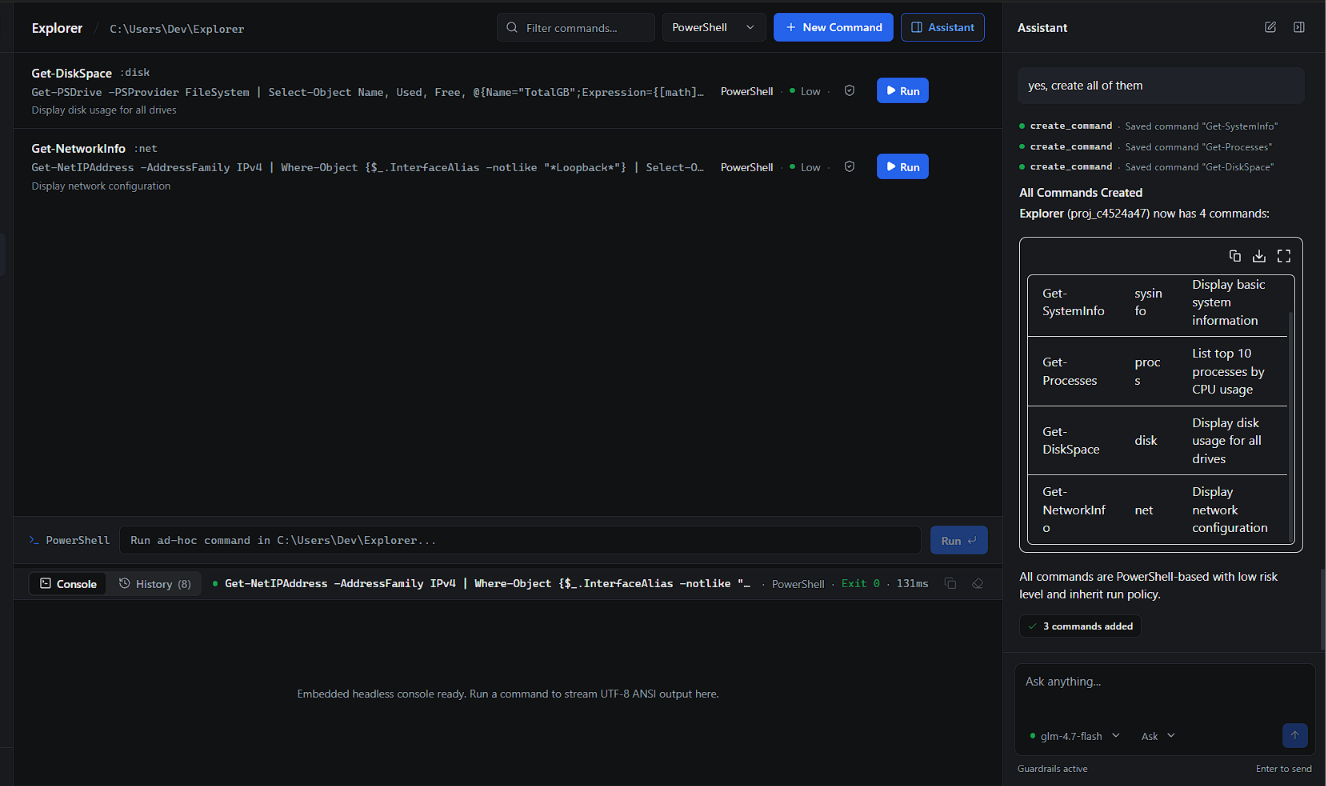 Explorer / C:\Users\Dev\Explorer
Filter commands...
PowerShell
+ New Command
Assistant
Get-DiskSpace :disk
Get-PSDrive -PSProvider FileSystem | Select-Object Name, Used, Free, @{Name="TotalGB";Expression={[math]…
PowerShell · Low ·
Run
Display disk usage for all drives
Get-NetworkInfo :net
Get-NetIPAddress -AddressFamily IPv4 | Where-Object {$_.InterfaceAlias -notlike "*Loopback*"} | Select-O…
PowerShell · Low ·
Run
Display network configuration
>_ PowerShell
Run ad-hoc command in C:\Users\Dev\Explorer...
Run
Console
History (8)
Get-NetIPAddress -AddressFamily IPv4 | Where-Object {$_.InterfaceAlias -notlike "… · PowerShell · Exit 0 · 131ms
Embedded headless console ready. Run a command to stream UTF-8 ANSI output here.
Assistant
yes, create all of them
create_command · Saved command "Get-SystemInfo"
create_command · Saved command "Get-Processes"
create_command · Saved command "Get-DiskSpace"
All Commands Created
Explorer (proj_c4524a47) now has 4 commands:
Get-
SystemInfo
sysin
fo
Display basic
system
information
Get-
Processes
proc
s
List top 10
processes by
CPU usage
Get-
DiskSpace
disk
Display disk
usage for all
drives
Get-
NetworkInf
o
net
Display
network
configuration
All commands are PowerShell-based with low risk
level and inherit run policy.
3 commands added
Ask anything...
glm-4.7-flash
Ask
Guardrails active
Enter to send